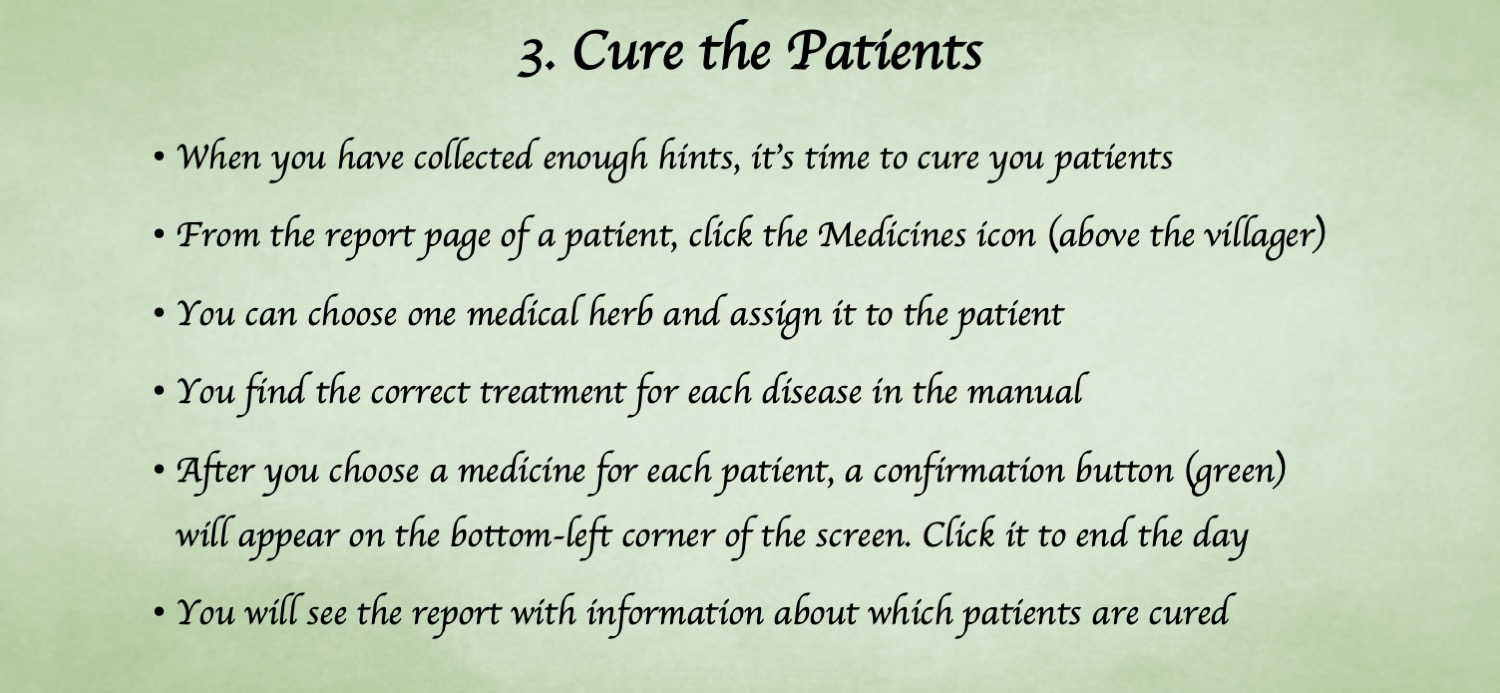 3. Cure the Patients
• When you have collected enough hints, it's time to cure you patients
• From the report page of a patient, click the Medicines icon (above the villager)
• You can choose one medical herb and assign it to the patient
• You find the correct treatment for each disease in the manual
• After you choose a medicine for each patient, a confirmation button (green)
will appear on the bottom-left corner of the screen. Click it to end the day
• You will see the report with information about which patients are cured